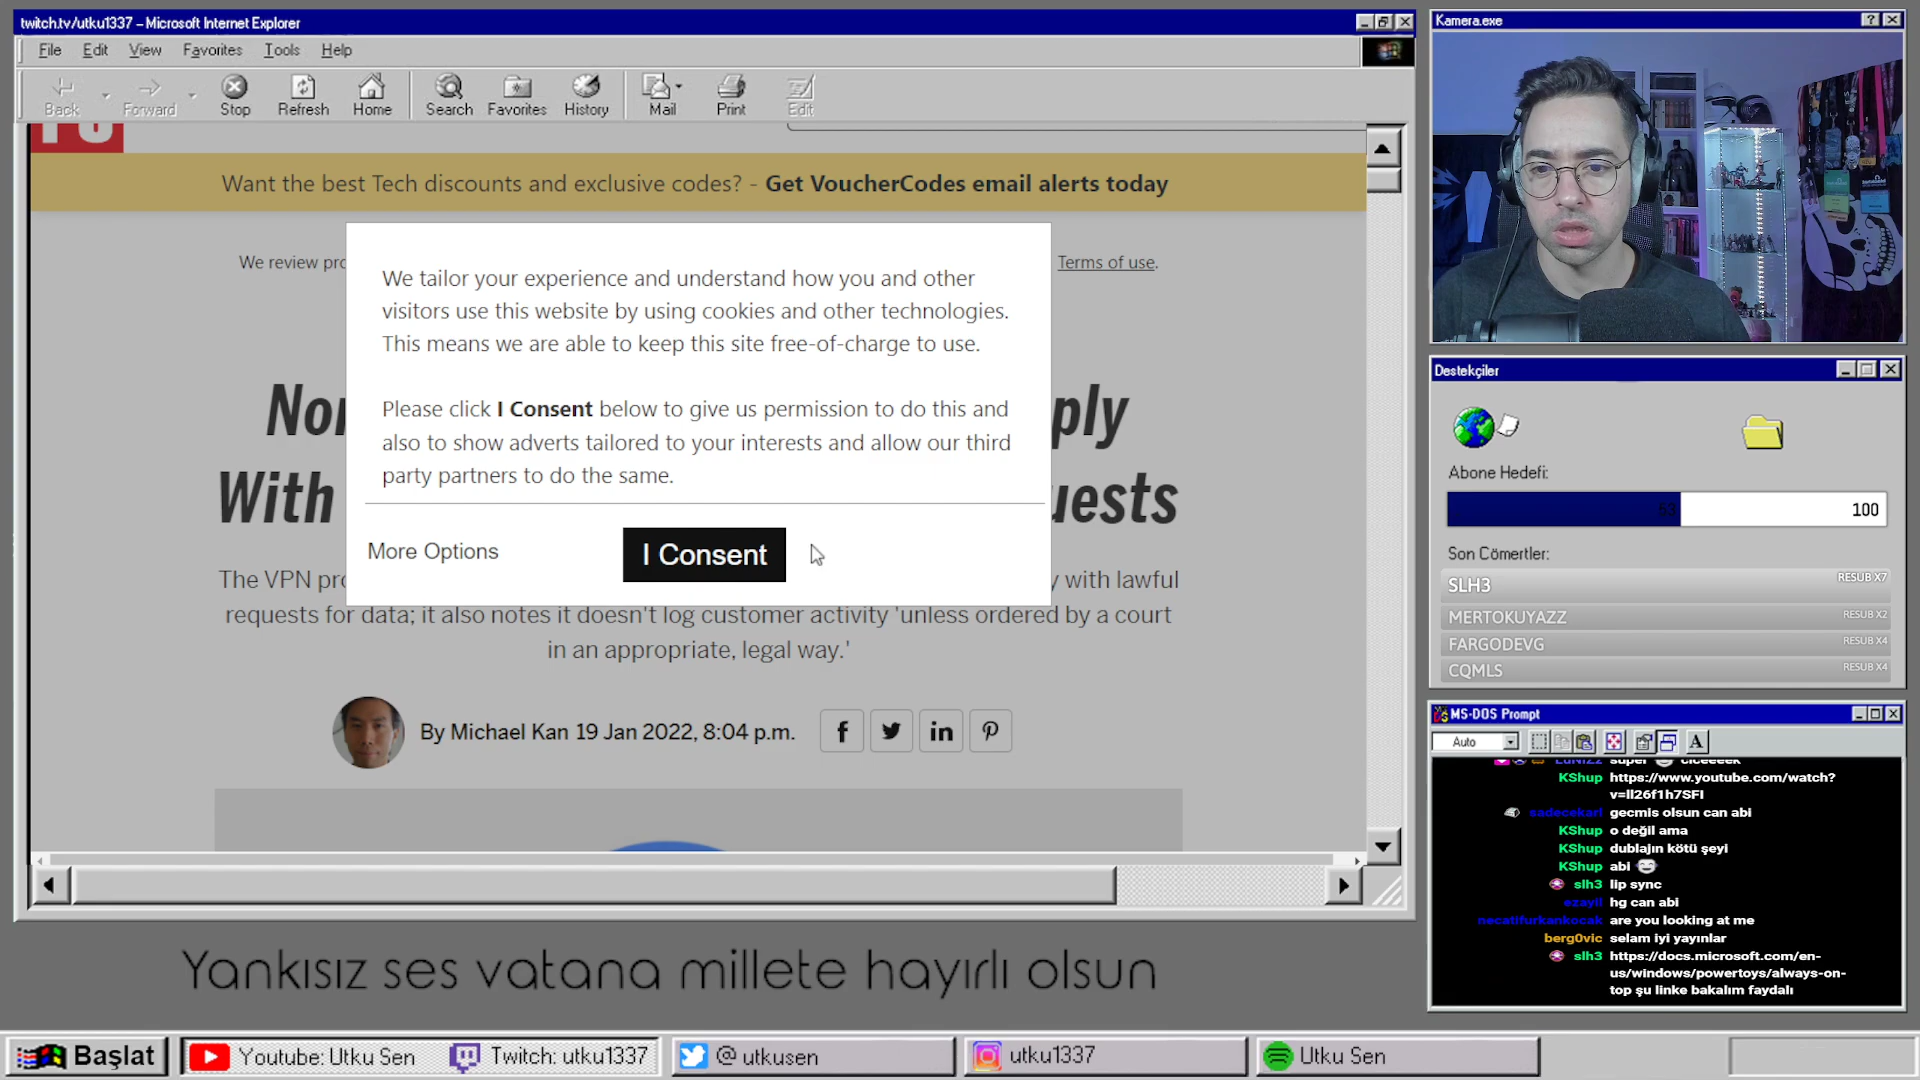 twitch.tv/utku1337 – Microsoft Internet Explorer
File Edit View Favorites Tools Help
Back Forward Stop Refresh Home Search Favorites History Mail Print Edit
Want the best Tech discounts and exclusive codes? - Get VoucherCodes email alerts today
We review pro
Terms of use.
We tailor your experience and understand how you and other
visitors use this website by using cookies and other technologies.
This means we are able to keep this site free-of-charge to use.
Please click I Consent below to give us permission to do this and
also to show adverts tailored to your interests and allow our third
party partners to do the same.
More Options
I Consent
Nor
ply
With
uests
The VPN pro
y with lawful
requests for data; it also notes it doesn't log customer activity 'unless ordered by a court
in an appropriate, legal way.'
By Michael Kan 19 Jan 2022, 8:04 p.m.
Yankısız ses vatana millete hayırlı olsun
Başlat
Youtube: Utku Sen
Twitch: utku1337
@utkusen
utku1337
Utku Sen
Kamera.exe
Destekçiler
Abone Hedefi:
53
100
Son Cömertler:
SLH3 RESUB X7
MERTOKUYAZZ RESUB X2
FARGODEVG RESUB X4
CQMLS RESUB X4
MS-DOS Prompt
Auto
KShup https://www.youtube.com/watch?
v=ll26f1h7SFI
sadecekarl gecmis olsun can abi
KShup o değil ama
KShup dublajın kötü şeyi
KShup abi
slh3 lip sync
ezayil hg can abi
necatifurkankocak are you looking at me
berg0vic selam iyi yayınlar
slh3 https://docs.microsoft.com/en-
us/windows/powertoys/always-on-
top şu linke bakalım faydalı